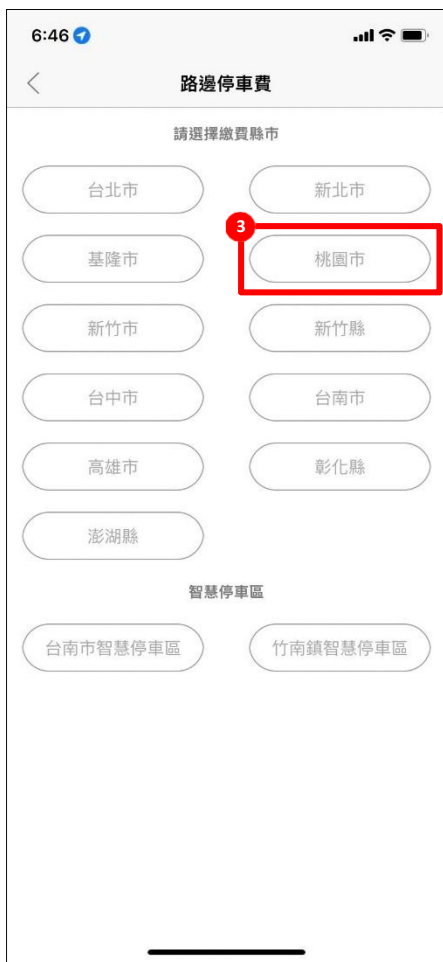 6:46
路邊停車費
請選擇繳費縣市
台北市 新北市
3
基隆市 桃園市
新竹市 新竹縣
台中市 台南市
高雄市 彰化縣
澎湖縣
智慧停車區
台南市智慧停車區 竹南鎮智慧停車區